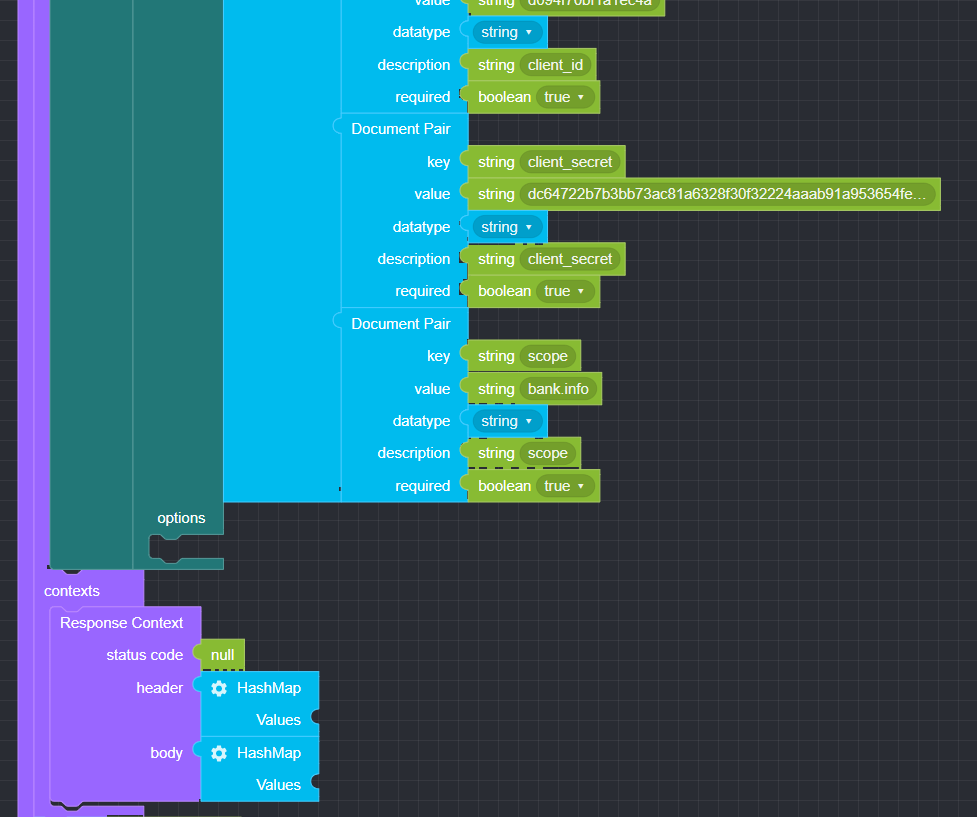 value string d094f70bf1a1ec4a
datatype string
description string client_id
required boolean true
Document Pair
key string client_secret
value string dc64722b7b3bb73ac81a6328f30f32224aaab91a953654fe...
datatype string
description string client_secret
required boolean true
Document Pair
key string scope
value string bank.info
datatype string
description string scope
required boolean true
options
contexts
Response Context
status code null
header HashMap
Values
body HashMap
Values